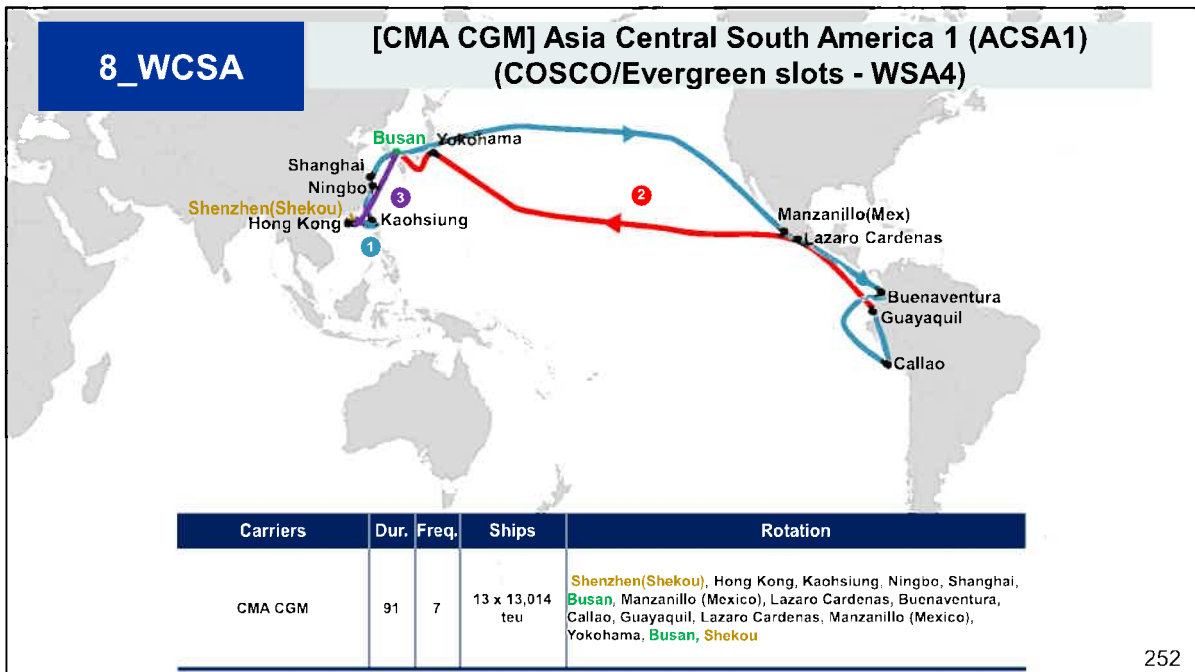 8_WCSA
[CMA CGM] Asia Central South America 1 (ACSA1)
(COSCO/Evergreen slots - WSA4)
Busan
Yokohama
Shanghai
Ningbo
Shenzhen(Shekou)
Hong Kong
Kaohsiung
1
2
3
Manzanillo(Mex)
Lazaro Cardenas
Buenaventura
Guayaquil
Callao
Carriers Dur. Freq. Ships Rotation
CMA CGM 91 7
13 x 13,014
teu
Shenzhen(Shekou), Hong Kong, Kaohsiung, Ningbo, Shanghai,
Busan, Manzanillo (Mexico), Lazaro Cardenas, Buenaventura,
Callao, Guayaquil, Lazaro Cardenas, Manzanillo (Mexico),
Yokohama, Busan, Shekou
252